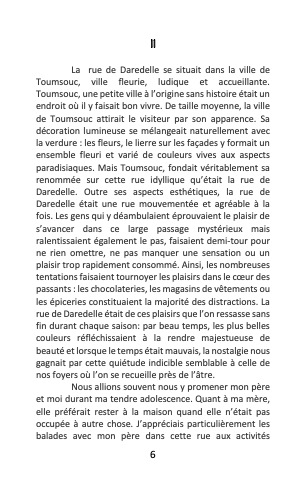 II
La rue de Daredelle se situait dans la ville de
Toumsouc, ville fleurie, ludique et accueillante.
Toumsouc, une petite ville à l'origine sans histoire était un
endroit où il y faisait bon vivre. De taille moyenne, la ville
de Toumsouc attirait le visiteur par son apparence. Sa
décoration lumineuse se mélangeait naturellement avec
la verdure : les fleurs, le lierre sur les façades y formait un
ensemble fleuri et varié de couleurs vives aux aspects
paradisiaques. Mais Toumsouc, fondait véritablement sa
renommée sur cette rue idyllique qu'était la rue de
Daredelle. Outre ses aspects esthétiques, la rue de
Daredelle était une rue mouvementée et agréable à la
fois. Les gens qui y déambulaient éprouvaient le plaisir de
s'avancer dans ce large passage mystérieux mais
ralentissaient également le pas, faisaient demi-tour pour
ne rien omettre, ne pas manquer une sensation ou un
plaisir trop rapidement consommé. Ainsi, les nombreuses
tentations faisaient tournoyer les plaisirs dans le cœur des
passants : les chocolateries, les magasins de vêtements ou
les épiceries constituaient la majorité des distractions. La
rue de Daredelle était de ces plaisirs que l'on ressasse sans
fin durant chaque saison: par beau temps, les plus belles
couleurs réfléchissaient à la rendre majestueuse de
beauté et lorsque le temps était mauvais, la nostalgie nous
gagnait par cette quiétude indicible semblable à celle de
nos foyers où l'on se recueille près de l'âtre.
Nous allions souvent nous y promener mon père
et moi durant ma tendre adolescence. Quant à ma mère,
elle préférait rester à la maison quand elle n'était pas
occupée à autre chose. J'appréciais particulièrement les
balades avec mon père dans cette rue aux activités
6